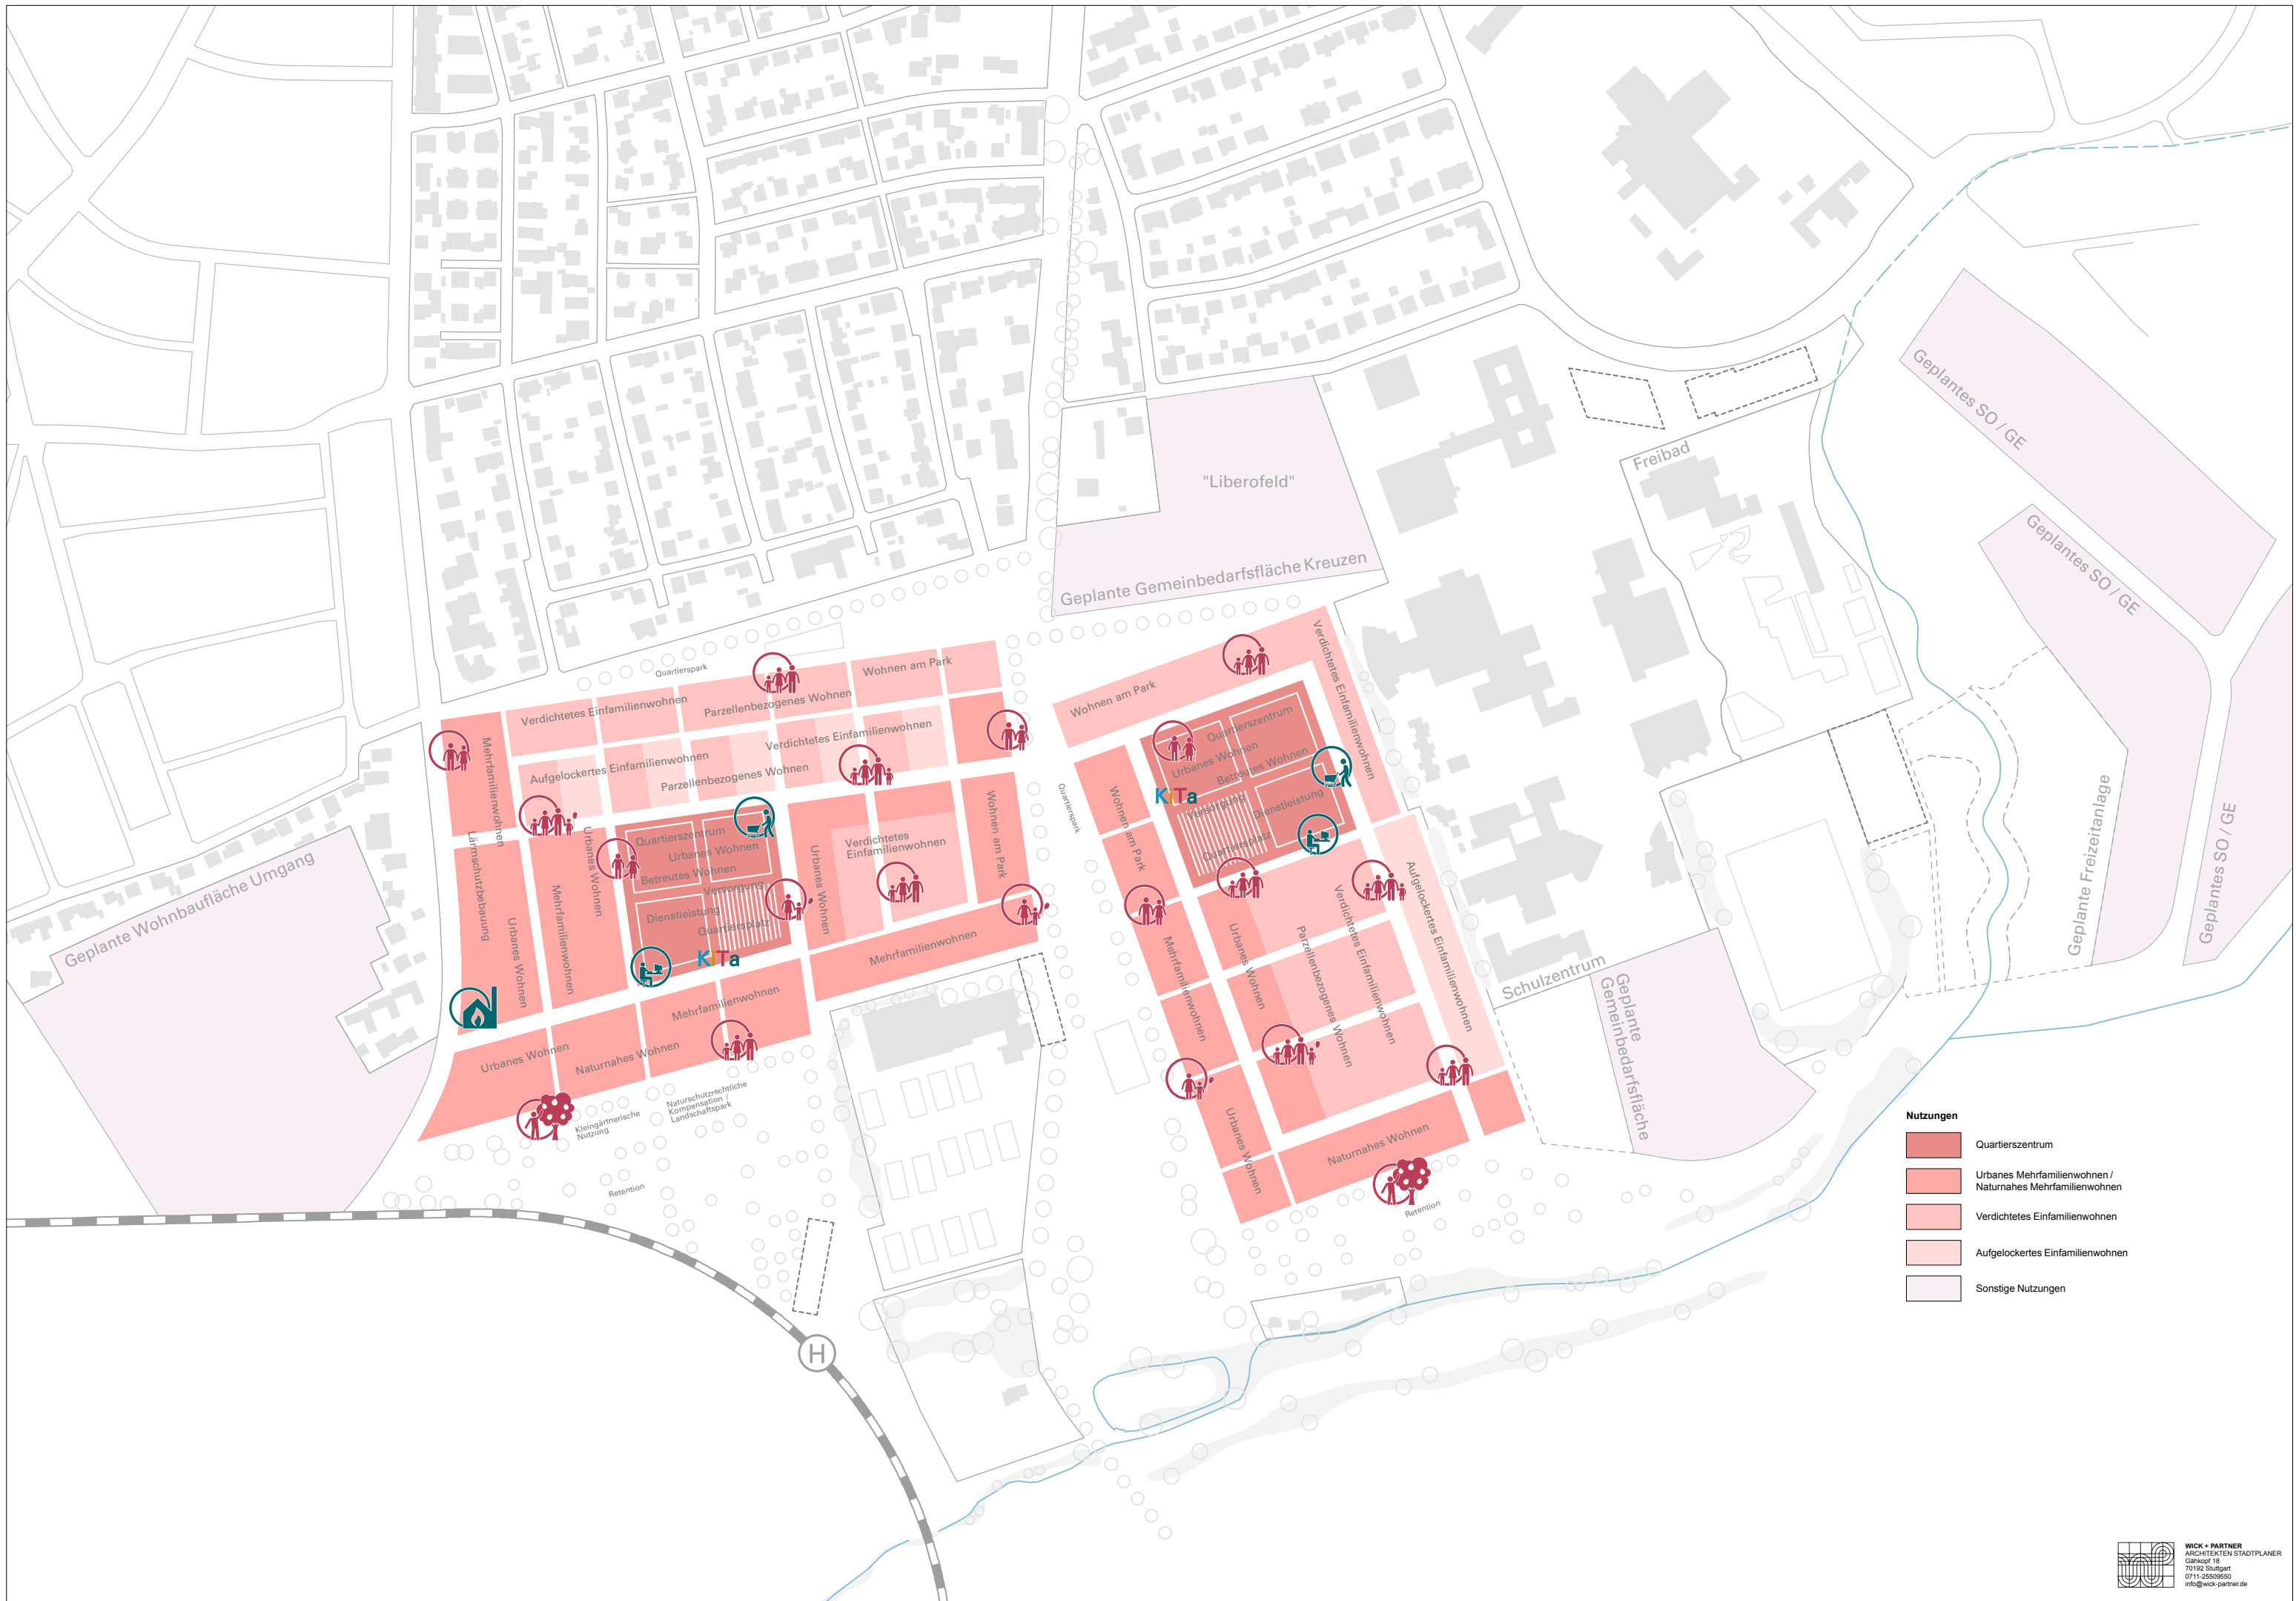 Freibad
Geplantes SO / GE
"Liberofeld"
Geplantes SO / GE
Geplante Gemeinbedarfsfläche Kreuzen
Quartierspark
Wohnen am Park
Verdichtetes Einfamilienwohnen
Parzellenbezogenes Wohnen
Verdichtetes Einfamilienwohnen
Aufgelockertes Einfamilienwohnen
Parzellenbezogenes Wohnen
Mehrfamilienwohnen
Lärmschutzbebauung
Urbanes Wohnen
Mehrfamilienwohnen
Urbanes Wohnen
Quartierszentrum
Urbanes Wohnen
Betreutes Wohnen
Versorgung
Dienstleistung
Quartiersplatz
KiTa
Urbanes Wohnen
Verdichtetes
Einfamilienwohnen
Wohnen am Park
Mehrfamilienwohnen
Mehrfamilienwohnen
Urbanes Wohnen
Naturnahes Wohnen
Kleingärtnerische
Nutzung
Naturschutzrechtliche
Kompensation /
Landschaftspark
Retention
Geplante Wohnbaufläche Umgang
Quartierspark
Wohnen am Park
Verdichtetes Einfamilienwohnen
Quartierszentrum
Urbanes Wohnen
Betreutes Wohnen
KiTa
Versorgung
Dienstleistung
Quartiersplatz
Wohnen am Park
Mehrfamilienwohnen
Urbanes Wohnen
Urbanes Wohnen
Parzellenbezogenes Wohnen
Verdichtetes Einfamilienwohnen
Aufgelockertes Einfamilienwohnen
Naturnahes Wohnen
Retention
Schulzentrum
Geplante
Gemeinbedarfsfläche
Geplante Freizeitanlage
Geplantes SO / GE
H
Nutzungen
Quartierszentrum
Urbanes Mehrfamilienwohnen /
Naturnahes Mehrfamilienwohnen
Verdichtetes Einfamilienwohnen
Aufgelockertes Einfamilienwohnen
Sonstige Nutzungen
WICK + PARTNER
ARCHITEKTEN STADTPLANER
Gähkopf 18
70192 Stuttgart
0711-25509550
info@wick-partner.de